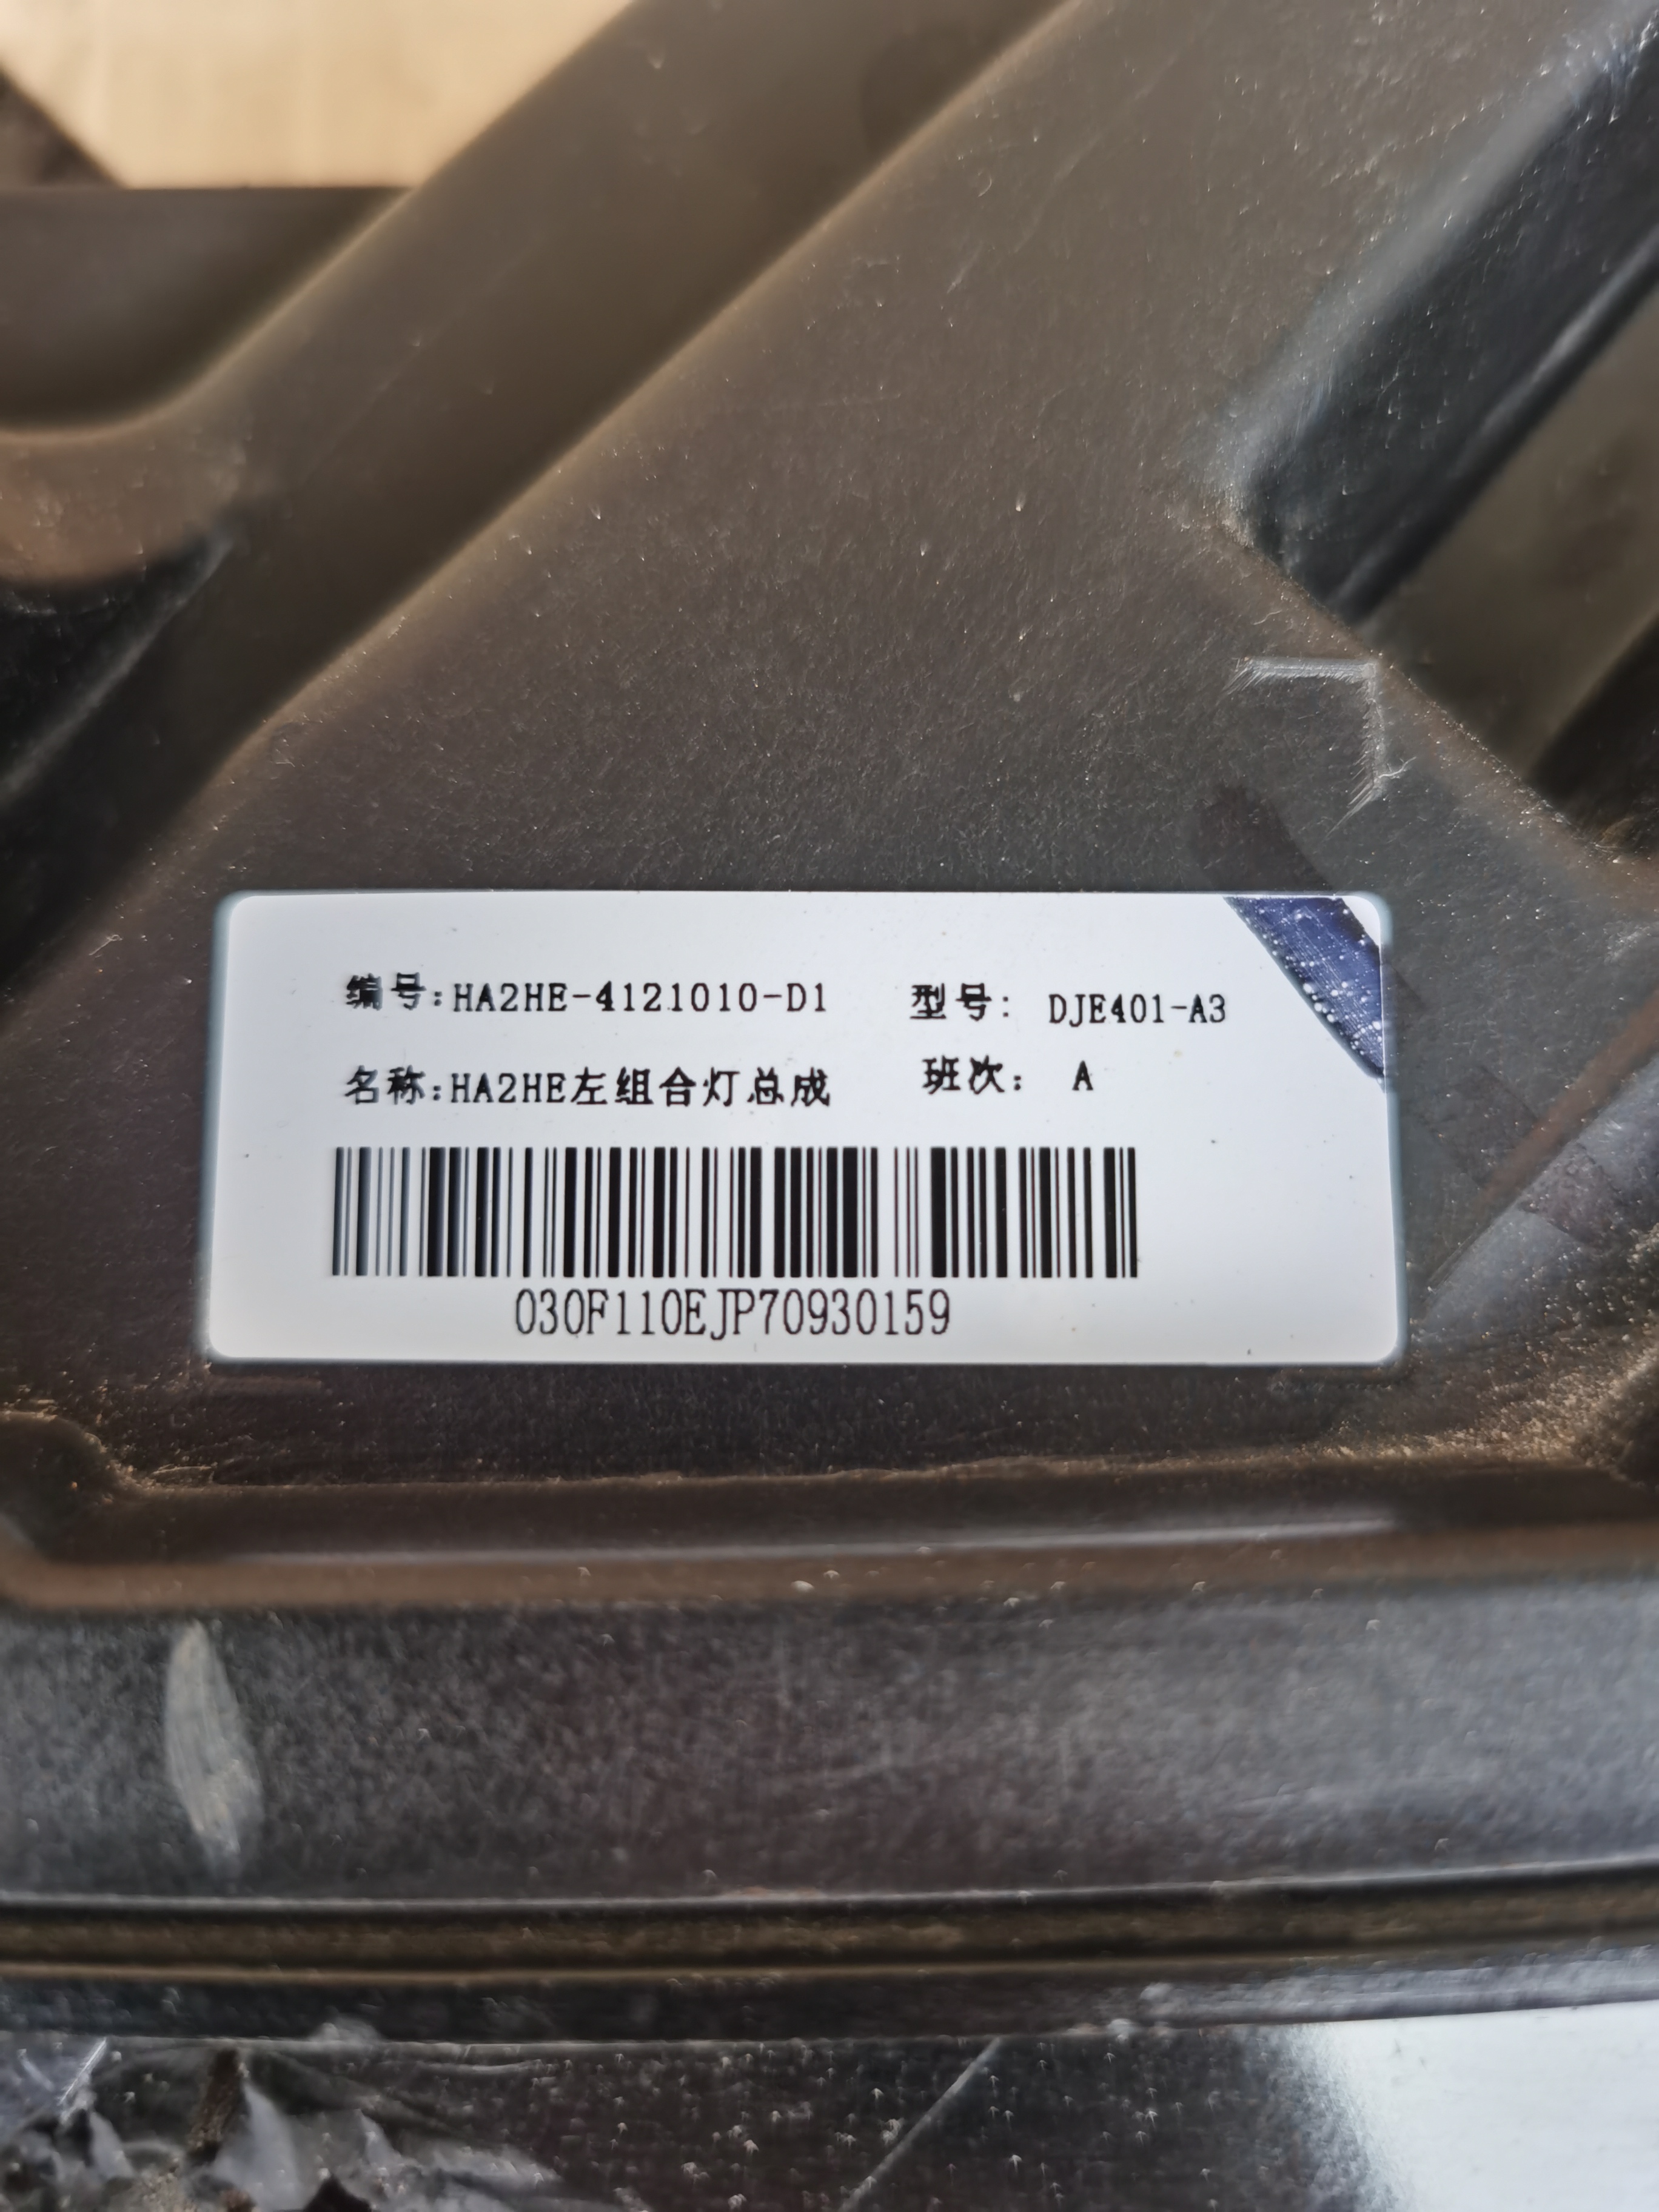 编号:HA2HE-4121010-D1 型号: DJE401-A3
名称:HA2HE左组合灯总成 班次: A
030F110EJP70930159